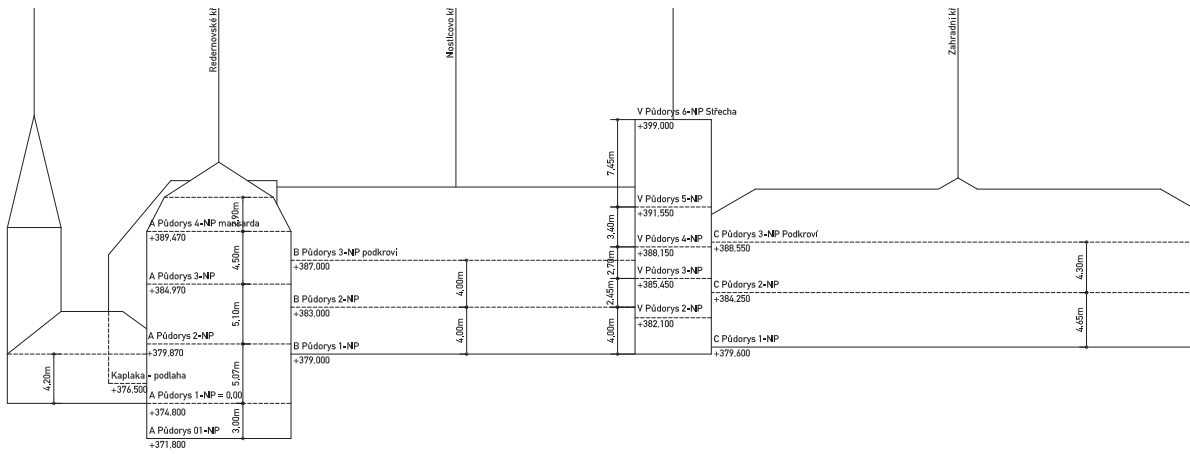 Redernovské kř
Nosticovo kř
Zahradní kř
V Půdorys 6-NP Střecha
+399,000
7,45m
V Půdorys 5-NP
+391,550
3,40m
V Půdorys 4-NP
+388,150
2,70m
V Půdorys 3-NP
+385,450
2,45m
V Půdorys 2-NP
+382,100
4,00m
A Půdorys 4-NP mansarda
+389,470
4,50m
A Půdorys 3-NP
+384,970
5,10m
A Půdorys 2-NP
+379,870
5,07m
Kaplaka - podlaha
+376,500
4,20m
A Půdorys 1-NP = 0,00
+374,800
3,00m
A Půdorys 01-NP
+371,800
B Půdorys 3-NP podkroví
+387,000
4,00m
B Půdorys 2-NP
+383,000
4,00m
B Půdorys 1-NP
+379,000
C Půdorys 3-NP Podkroví
+388,550
4,30m
C Půdorys 2-NP
+384,250
4,65m
C Půdorys 1-NP
+379,600